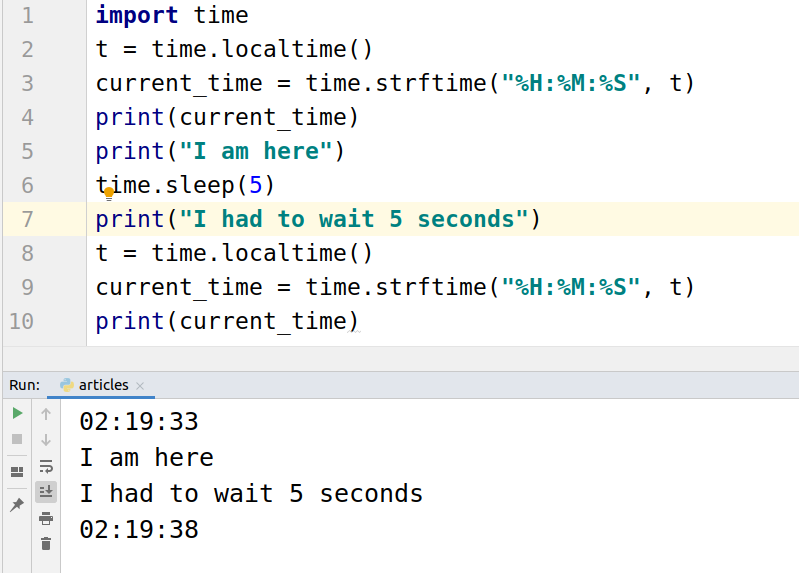 1 import time
2 t = time.localtime()
3 current_time = time.strftime("%H:%M:%S", t)
4 print(current_time)
5 print("I am here")
6 time.sleep(5)
7 print("I had to wait 5 seconds")
8 t = time.localtime()
9 current_time = time.strftime("%H:%M:%S", t)
10 print(current_time)
Run: articles
02:19:33
I am here
I had to wait 5 seconds
02:19:38